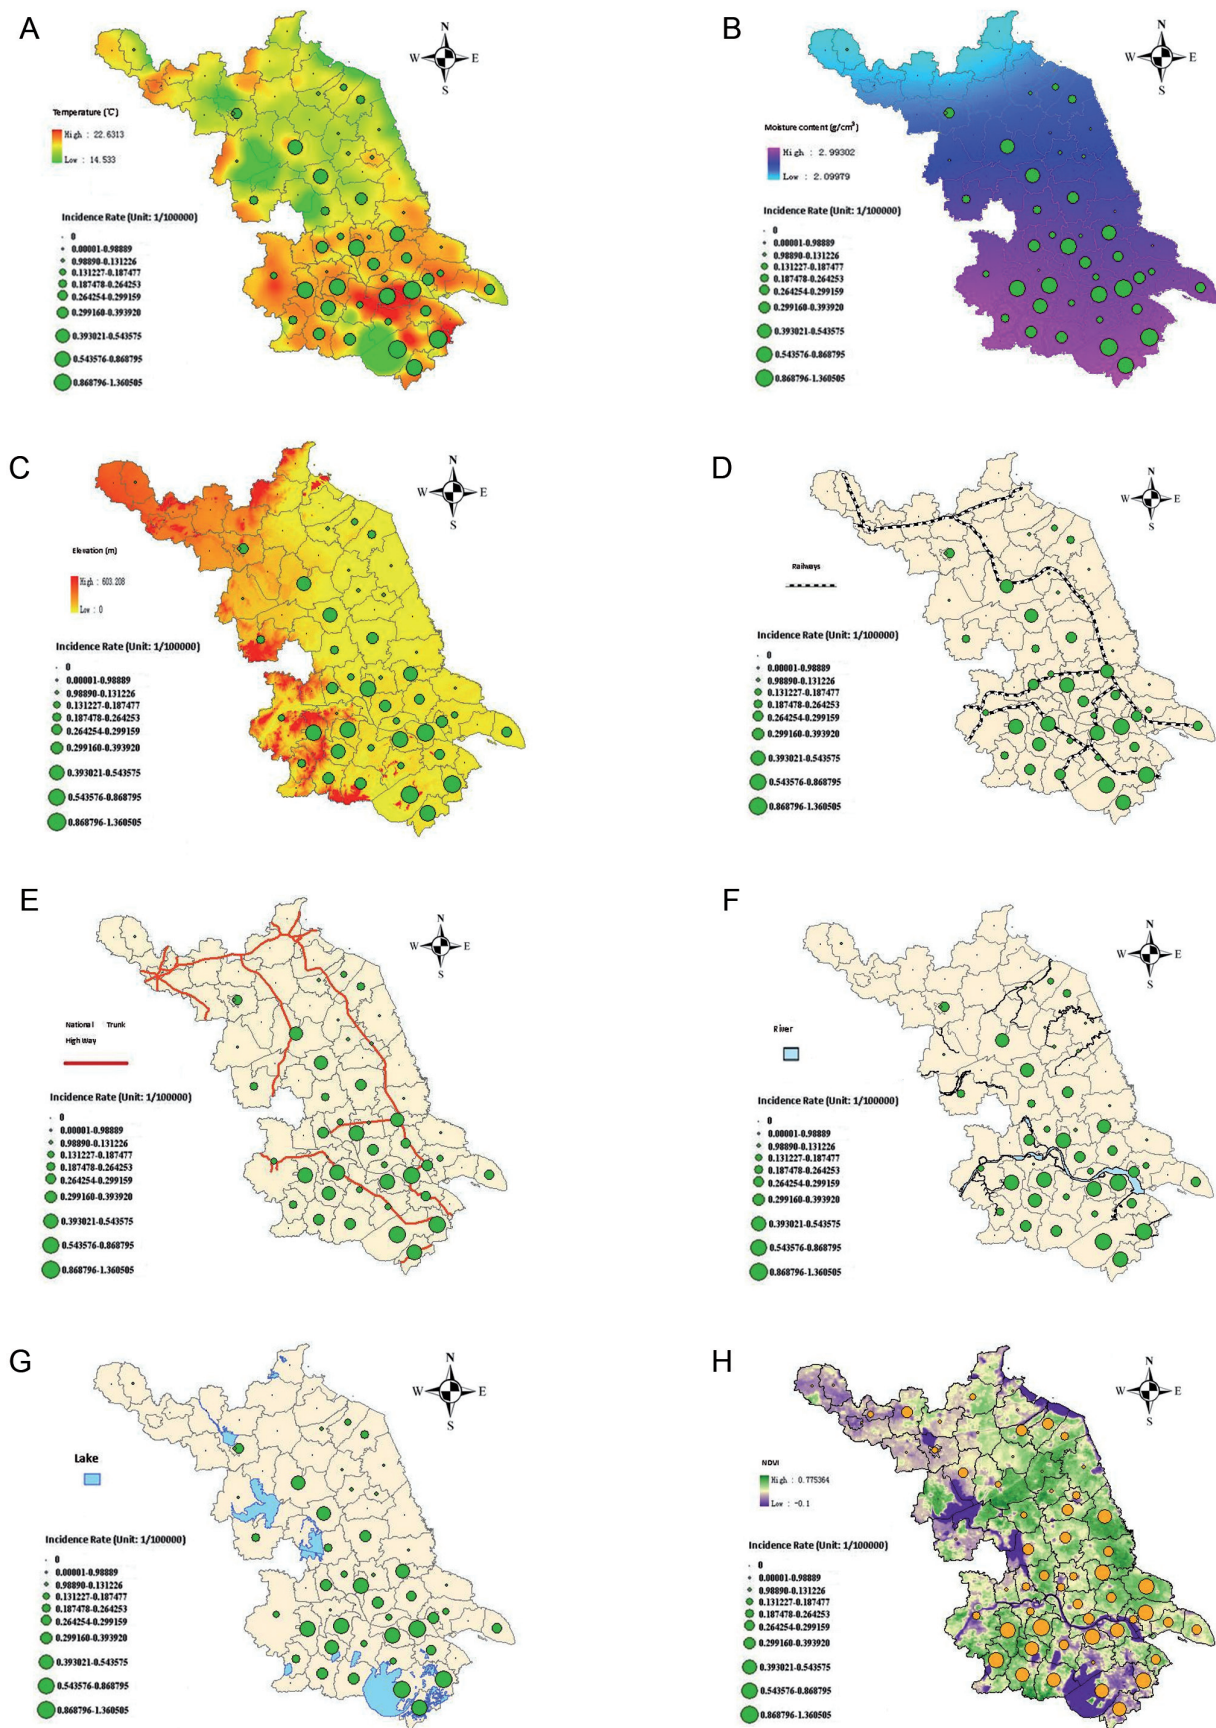 A
N
W
E
S
Temperature (℃)
High : 22.6313
Low : 14.533
Incidence Rate (Unit: 1/100000)
0
0.00001-0.98889
0.98890-0.131226
0.131227-0.187477
0.187478-0.264253
0.264254-0.299159
0.299160-0.393920
0.393021-0.543575
0.543576-0.868795
0.868796-1.360505
B
N
W
E
S
Moisture content (g/cm³)
High : 2.99302
Low : 2.09979
Incidence Rate (Unit: 1/100000)
0
0.00001-0.98889
0.98890-0.131226
0.131227-0.187477
0.187478-0.264253
0.264254-0.299159
0.299160-0.393920
0.393021-0.543575
0.543576-0.868795
0.868796-1.360505
C
N
W
E
S
Elevation (m)
High : 603.208
Low : 0
Incidence Rate (Unit: 1/100000)
0
0.00001-0.98889
0.98890-0.131226
0.131227-0.187477
0.187478-0.264253
0.264254-0.299159
0.299160-0.393920
0.393021-0.543575
0.543576-0.868795
0.868796-1.360505
D
N
W
E
S
Railways
Incidence Rate (Unit: 1/100000)
0
0.00001-0.98889
0.98890-0.131226
0.131227-0.187477
0.187478-0.264253
0.264254-0.299159
0.299160-0.393920
0.393021-0.543575
0.543576-0.868795
0.868796-1.360505
E
N
W
E
S
National Trunk
High Way
Incidence Rate (Unit: 1/100000)
0
0.00001-0.98889
0.98890-0.131226
0.131227-0.187477
0.187478-0.264253
0.264254-0.299159
0.299160-0.393920
0.393021-0.543575
0.543576-0.868795
0.868796-1.360505
F
N
W
E
S
River
Incidence Rate (Unit: 1/100000)
0
0.00001-0.98889
0.98890-0.131226
0.131227-0.187477
0.187478-0.264253
0.264254-0.299159
0.299160-0.393920
0.393021-0.543575
0.543576-0.868795
0.868796-1.360505
G
N
W
E
S
Lake
Incidence Rate (Unit: 1/100000)
0
0.00001-0.98889
0.98890-0.131226
0.131227-0.187477
0.187478-0.264253
0.264254-0.299159
0.299160-0.393920
0.393021-0.543575
0.543576-0.868795
0.868796-1.360505
H
N
W
E
S
NDVI
High : 0.775364
Low : -0.1
Incidence Rate (Unit: 1/100000)
0
0.00001-0.98889
0.98890-0.131226
0.131227-0.187477
0.187478-0.264253
0.264254-0.299159
0.299160-0.393920
0.393021-0.543575
0.543576-0.868795
0.868796-1.360505